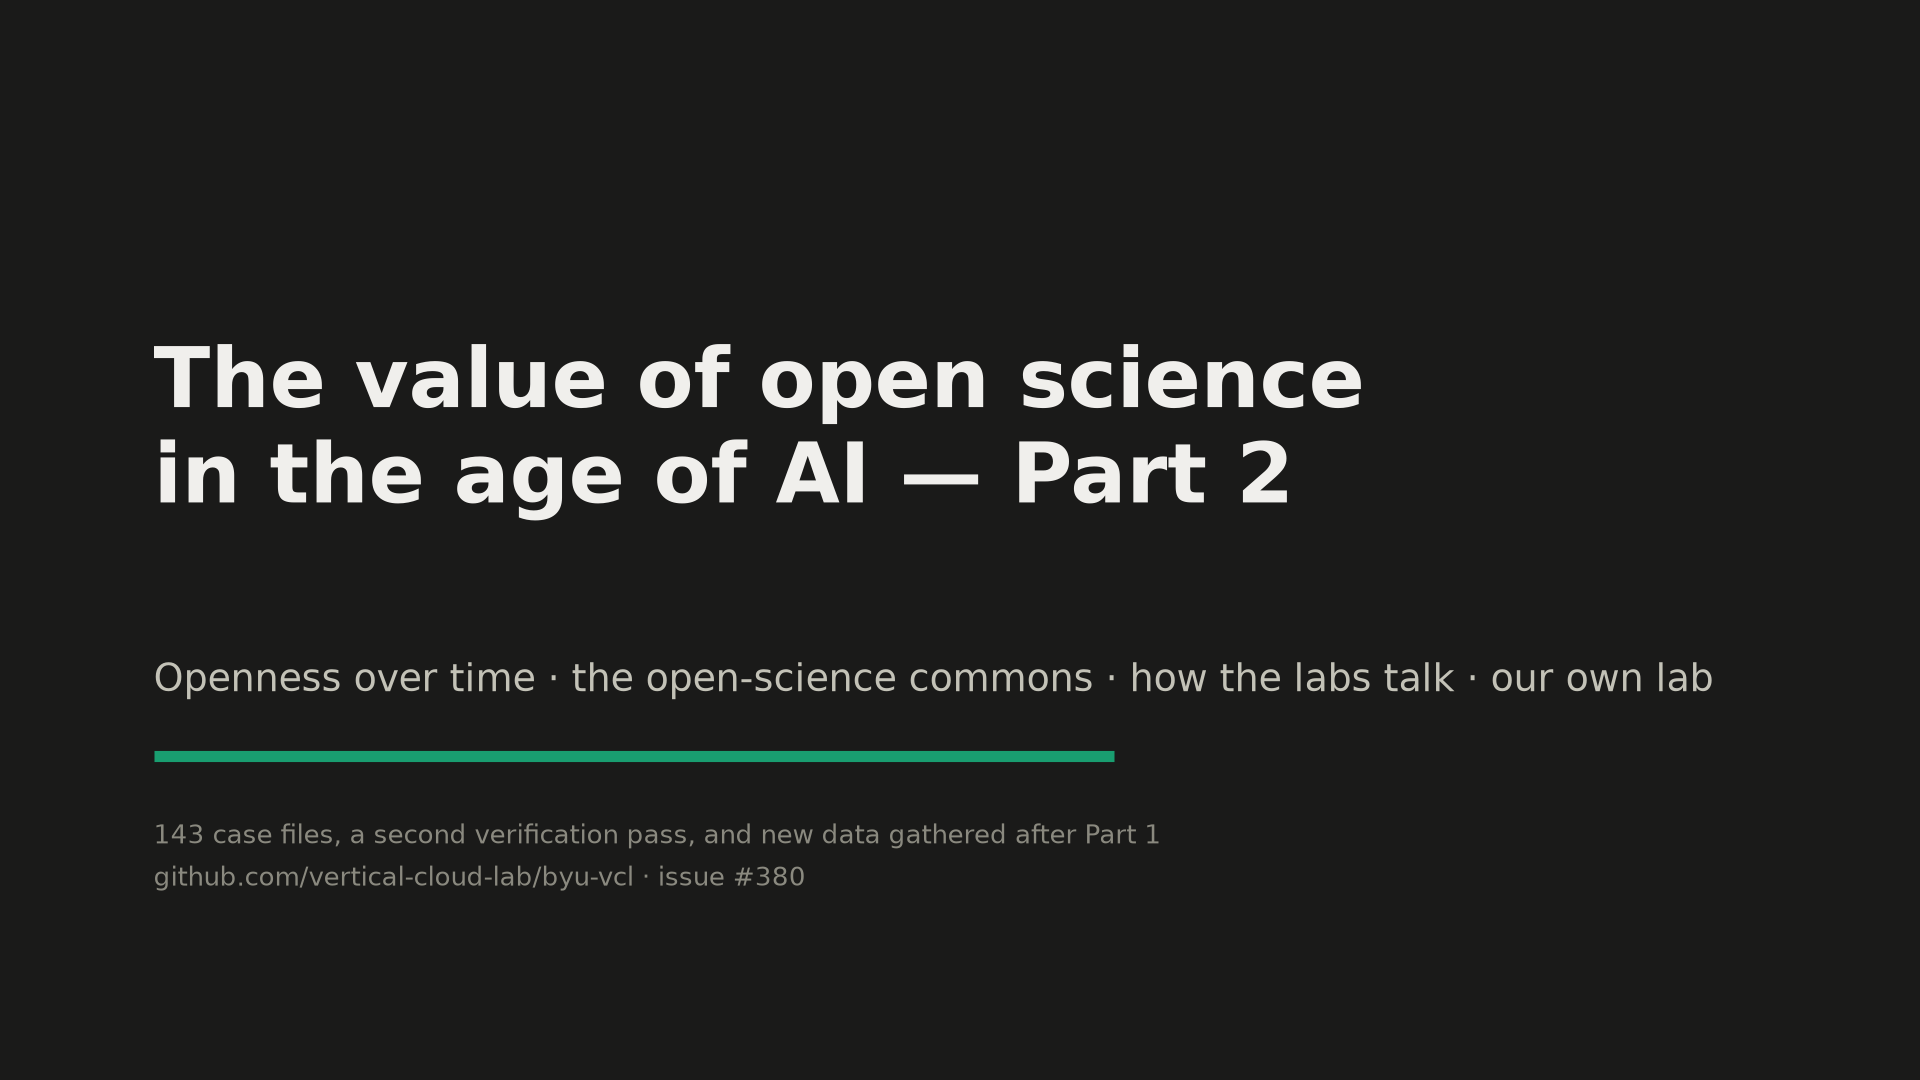 The value of open science
in the age of AI — Part 2
Openness over time · the open-science commons · how the labs talk · our own lab
143 case files, a second verification pass, and new data gathered after Part 1
github.com/vertical-cloud-lab/byu-vcl · issue #380